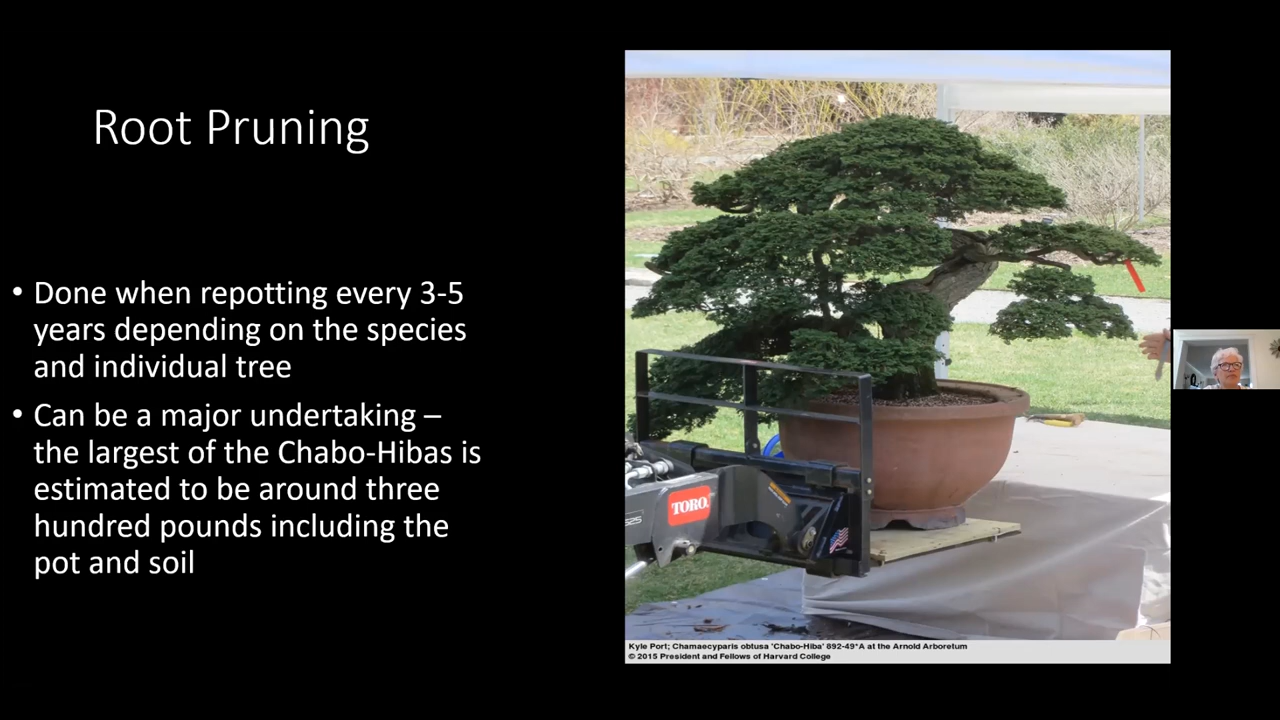 Root Pruning
• Done when repotting every 3-5
years depending on the species
and individual tree
• Can be a major undertaking –
the largest of the Chabo-Hibas is
estimated to be around three
hundred pounds including the
pot and soil
TORO
525
Kyle Port; Chamaecyparis obtusa 'Chabo-Hiba' 892-49*A at the Arnold Arboretum
© 2015 President and Fellows of Harvard College